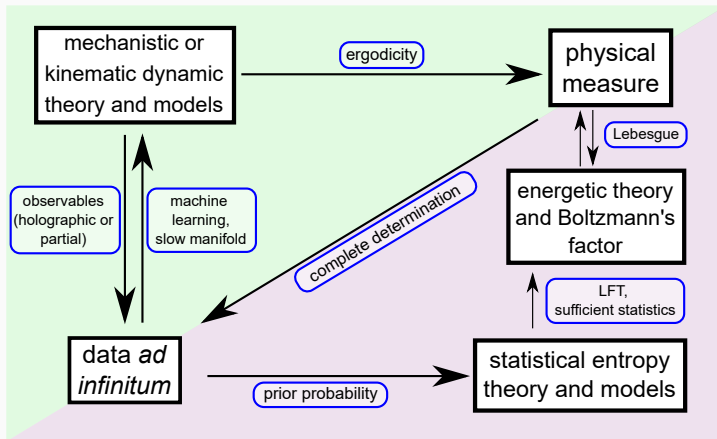 mechanistic or
kinematic dynamic
theory and models
ergodicity
physical
measure
Lebesgue
observables
(holographic or
partial)
machine
learning,
slow manifold
complete determination
energetic theory
and Boltzmann's
factor
LFT,
sufficient statistics
data ad
infinitum
prior probability
statistical entropy
theory and models